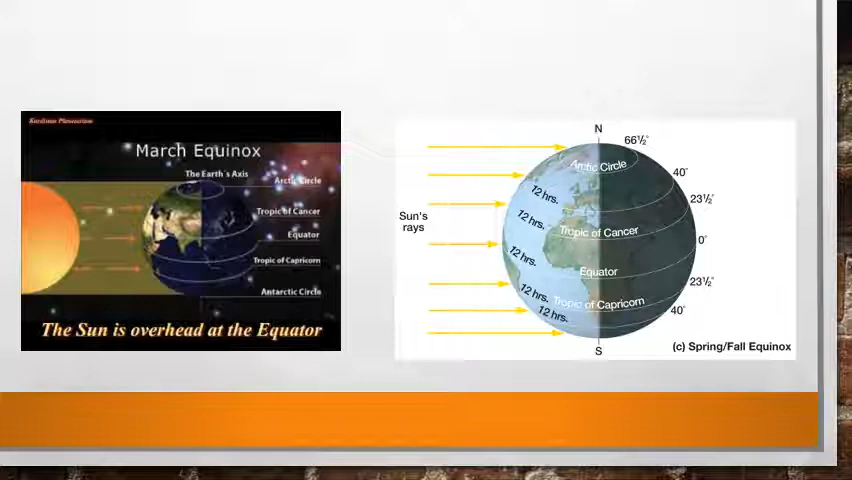 Kurdistan Planetarium
March Equinox
The Earth's Axis
Arctic Circle
Tropic of Cancer
Equator
Tropic of Capricorn
Antarctic Circle
The Sun is overhead at the Equator
N
66½°
Arctic Circle
40°
12 hrs.
23½°
12 hrs.
Sun's
rays
Tropic of Cancer
0°
12 hrs.
Equator
23½°
12 hrs.
Tropic of Capricorn
40°
12 hrs.
(c) Spring/Fall Equinox
S